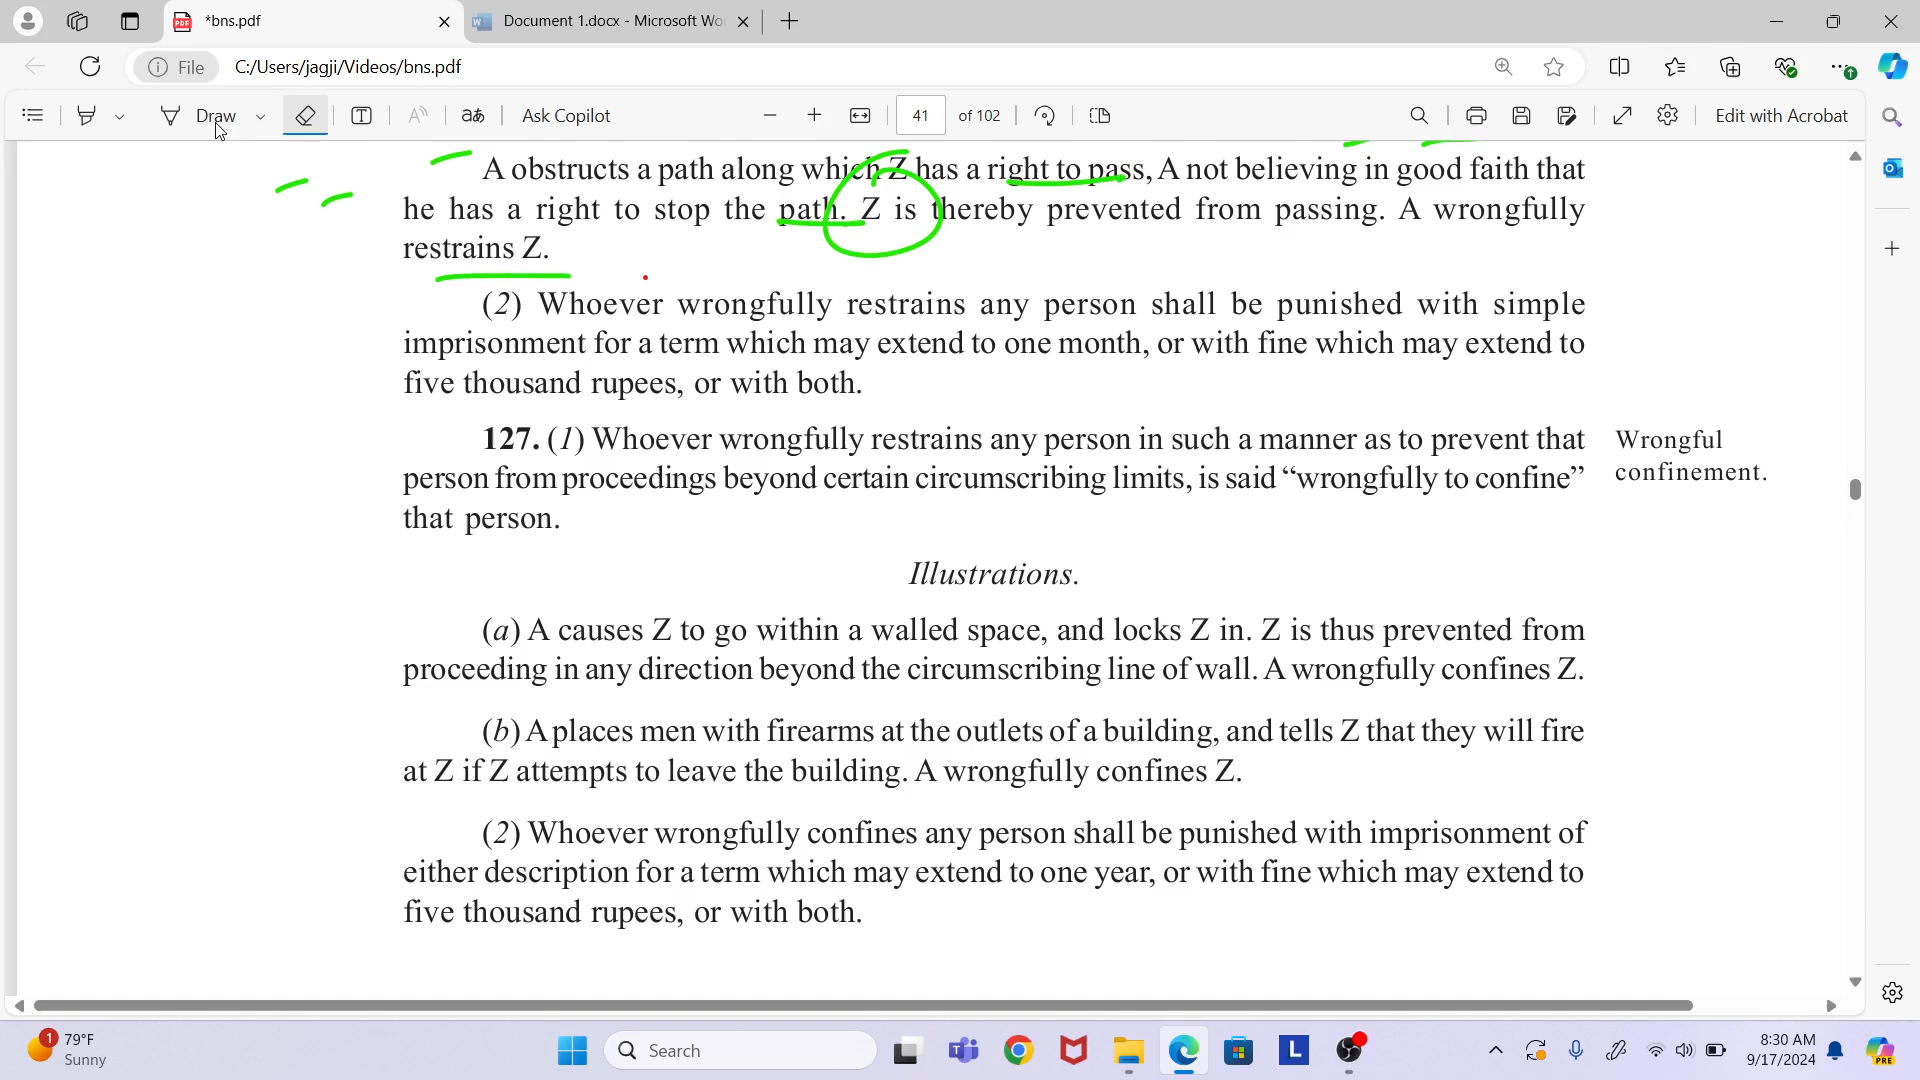 *bns.pdf
Document 1.docx - Microsoft Wo
File
C:/Users/jagji/Videos/bns.pdf
Draw
aあ
Ask Copilot
41
of 102
Edit with Acrobat
A obstructs a path along which Z has a right to pass, A not believing in good faith that
he has a right to stop the path. Z is thereby prevented from passing. A wrongfully
restrains Z.
(2) Whoever wrongfully restrains any person shall be punished with simple
imprisonment for a term which may extend to one month, or with fine which may extend to
five thousand rupees, or with both.
127. (1) Whoever wrongfully restrains any person in such a manner as to prevent that
person from proceedings beyond certain circumscribing limits, is said “wrongfully to confine”
that person.
Wrongful
confinement.
Illustrations.
(a) A causes Z to go within a walled space, and locks Z in. Z is thus prevented from
proceeding in any direction beyond the circumscribing line of wall. A wrongfully confines Z.
(b) A places men with firearms at the outlets of a building, and tells Z that they will fire
at Z if Z attempts to leave the building. A wrongfully confines Z.
(2) Whoever wrongfully confines any person shall be punished with imprisonment of
either description for a term which may extend to one year, or with fine which may extend to
five thousand rupees, or with both.
1
79°F
Sunny
Search
L
8:30 AM
9/17/2024
PRE